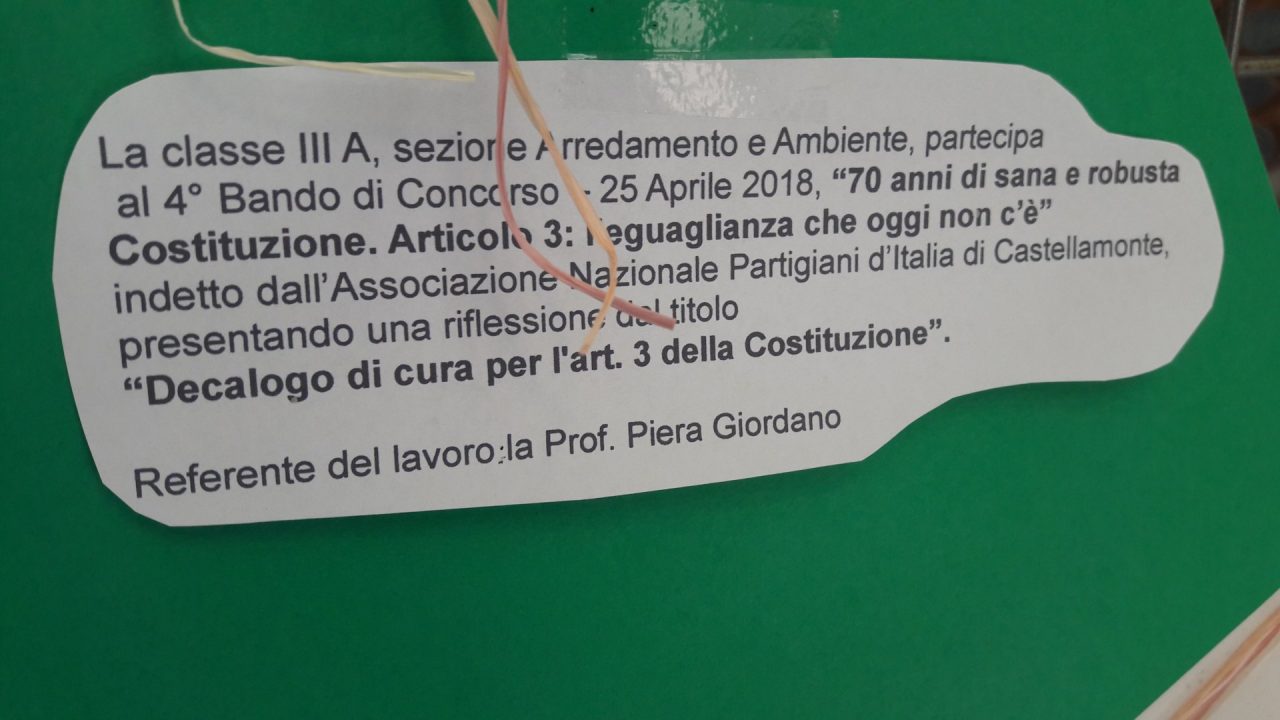 La classe III A, sezione Arredamento e Ambiente, partecipa
al 4° Bando di Concorso - 25 Aprile 2018, “70 anni di sana e robusta
Costituzione. Articolo 3: l'eguaglianza che oggi non c’è”
indetto dall’Associazione Nazionale Partigiani d’Italia di Castellamonte,
presentando una riflessione dal titolo
“Decalogo di cura per l'art. 3 della Costituzione”.
Referente del lavoro:la Prof. Piera Giordano